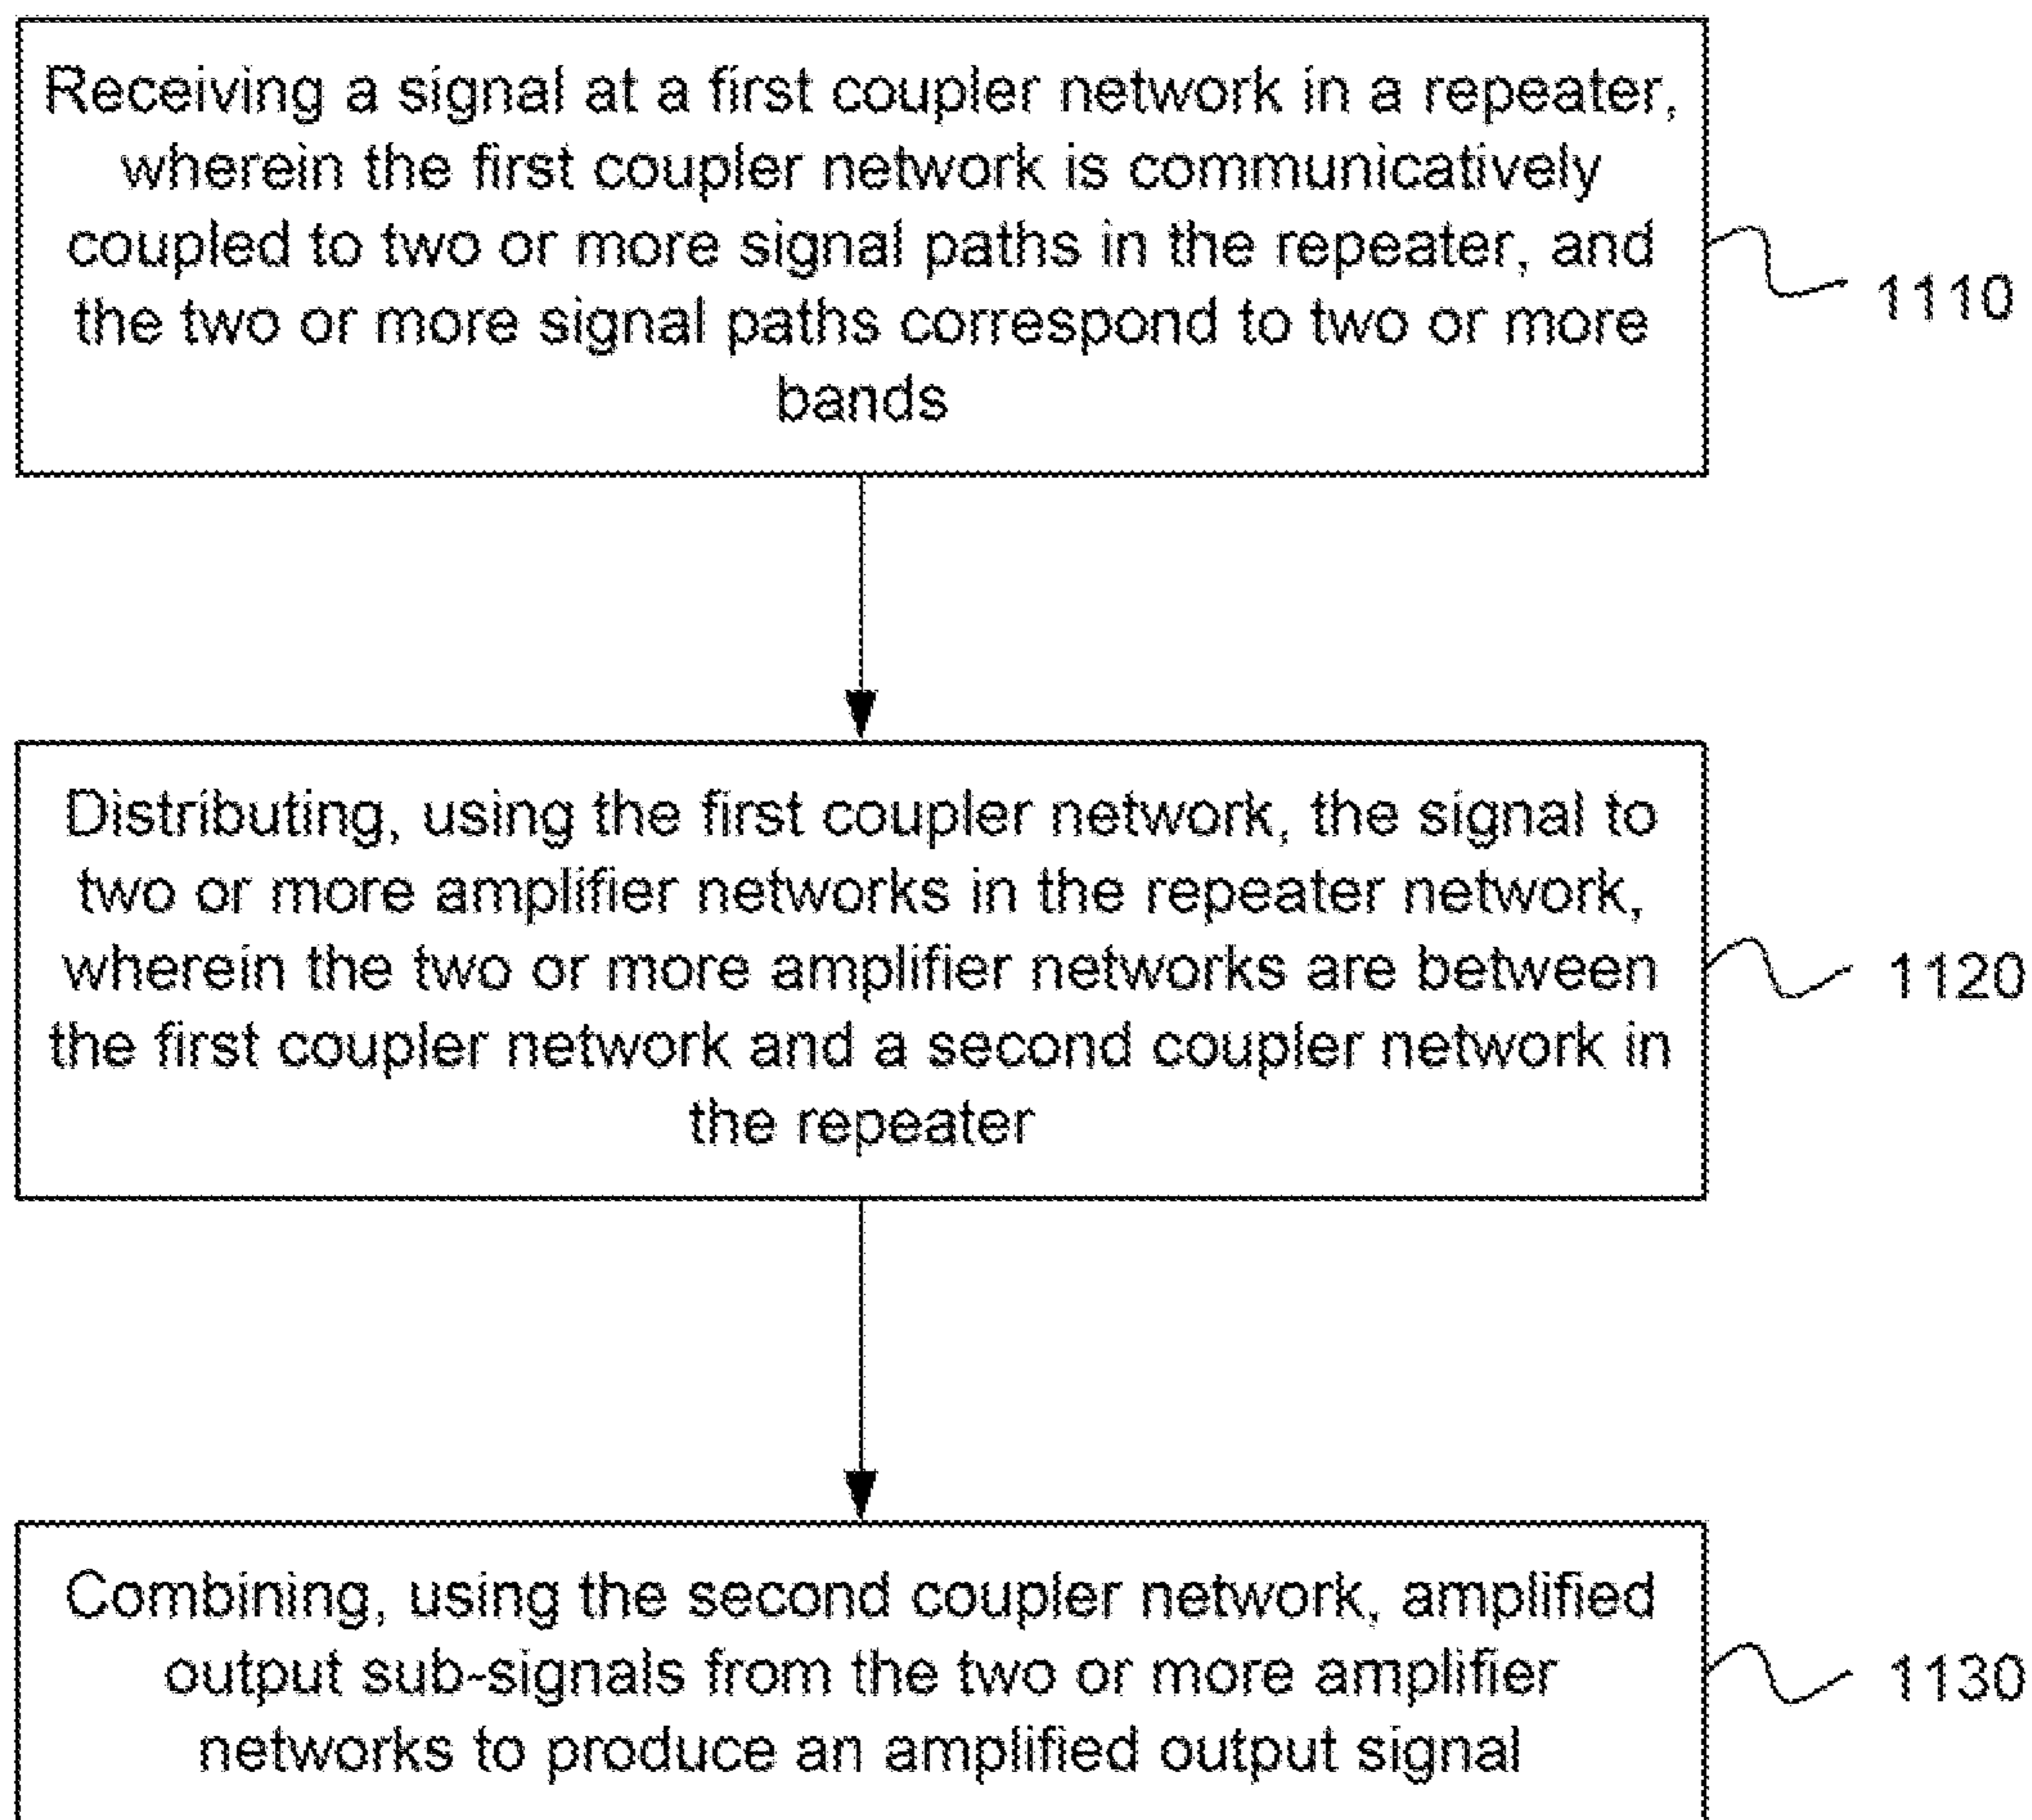 Receiving a signal at a first coupler network in a repeater,
wherein the first coupler network is communicatively
coupled to two or more signal paths in the repeater, and
the two or more signal paths correspond to two or more
bands
1110
Distributing, using the first coupler network, the signal to
two or more amplifier networks in the repeater network,
wherein the two or more amplifier networks are between
the first coupler network and a second coupler network in
the repeater
1120
Combining, using the second coupler network, amplified
output sub-signals from the two or more amplifier
networks to produce an amplified output signal
1130